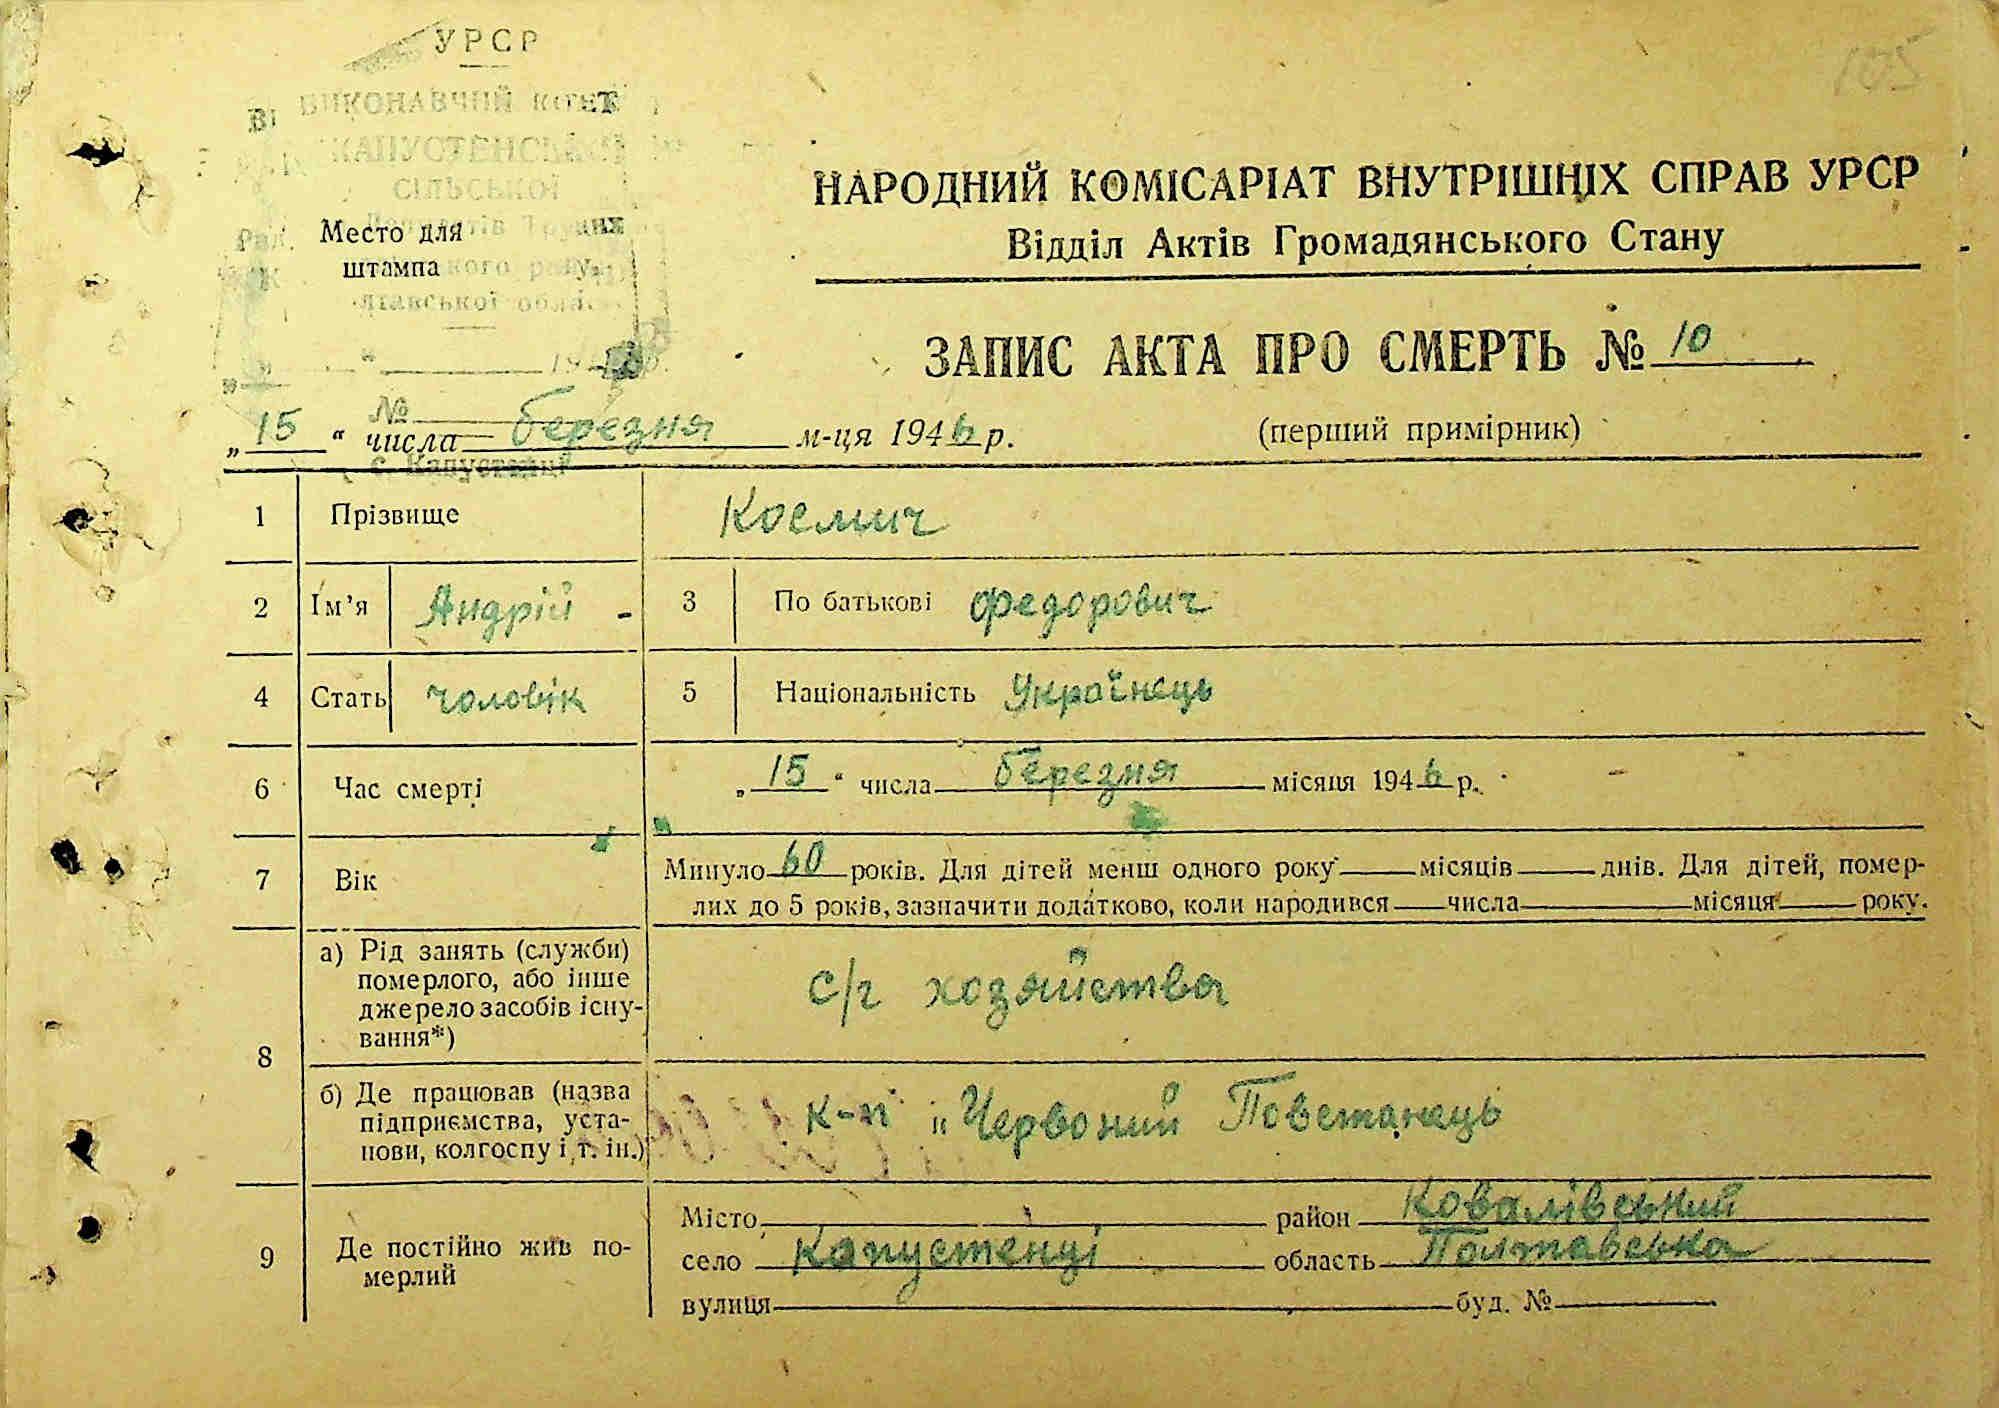 105
УРСР
ВИКОНАВЧИЙ
КАПУСТЕНСЬКОЇ
СІЛЬСЬКОЇ
Место для
штампа
НАРОДНИЙ КОМІСАРІАТ ВНУТРІШНІХ СПРАВ УРСР
Відділ Актів Громадянського Стану
ЗАПИС АКТА ПРО СМЕРТЬ № 10
№
„15“ числа березня м-ця 1946 р.
(перший примірник)
с. Капустинці
1 Прізвище Космич
2 Ім’я Андрій - 3 По батькові Федорович
4 Стать чоловік 5 Національність Українець
6 Час смерті „15“ числа березня місяця 1946 р.
7 Вік Минуло 60 років. Для дітей менш одного року місяців днів. Для дітей, помер-
лих до 5 років, зазначити додатково, коли народився числа місяця року.
8 а) Рід занять (служби)
померлого, або інше
джерело засобів існу-
вання*)
с/г хозяйства
б) Де працював (назва
підприємства, уста-
нови, колгоспу і т. ін.)
к-п „Червоний Повстанець
9 Де постійно жив по-
мерлий
Місто район Ковалівський
село Капустенці область Полтавська
вулиця буд. №